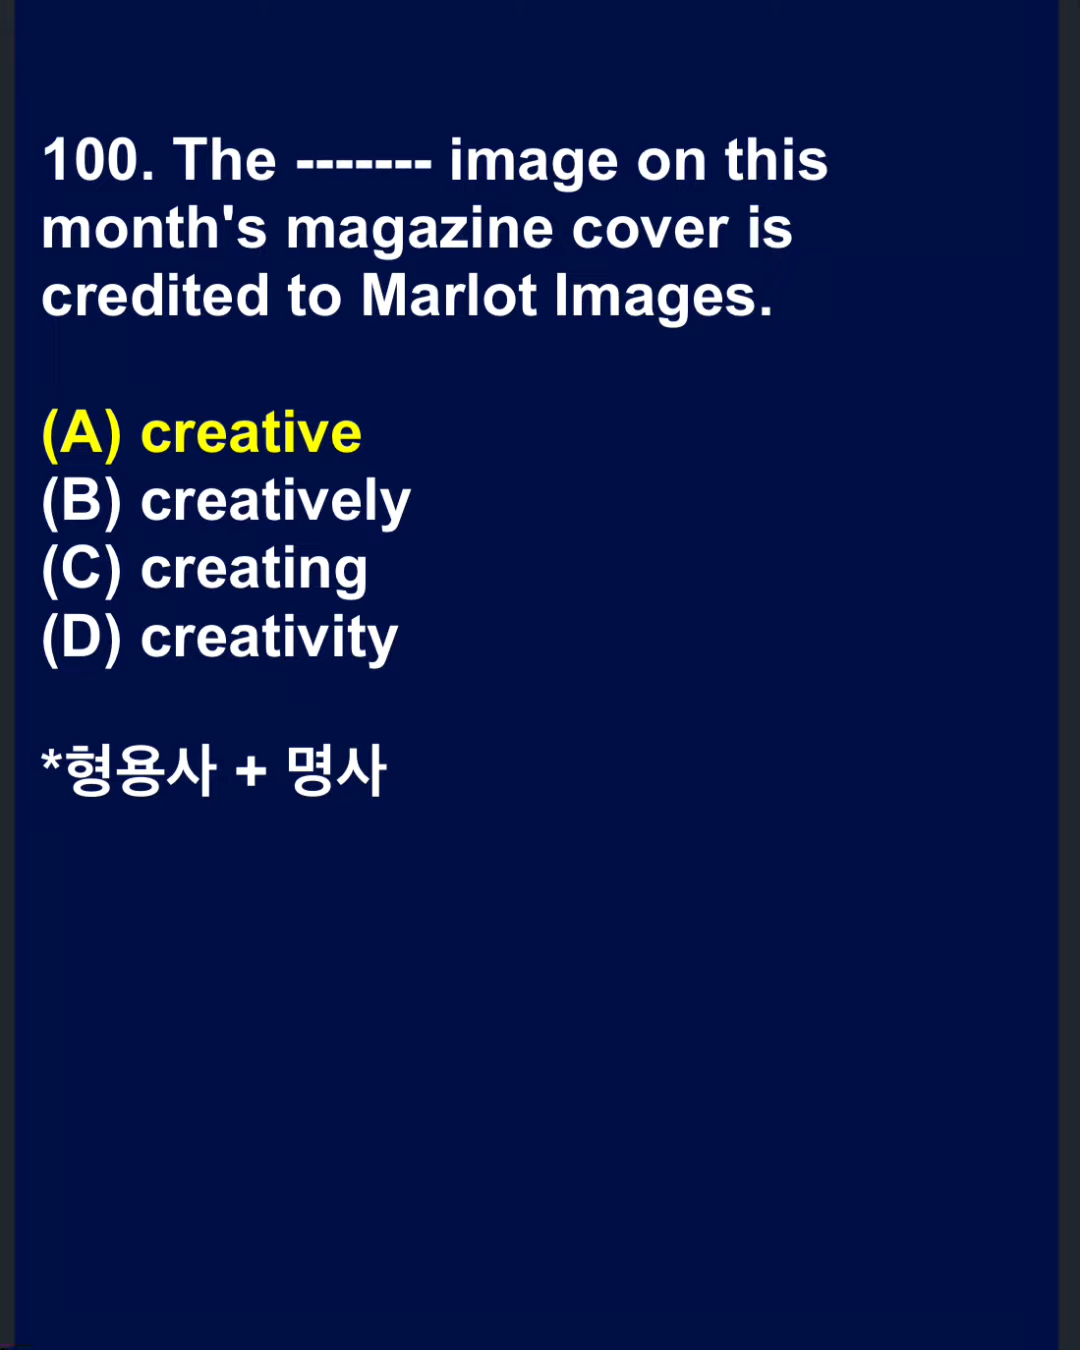 100. The ------- image on this
month's magazine cover is
credited to Marlot Images.
(A) creative
(B) creatively
(C) creating
(D) creativity
*형용사 + 명사